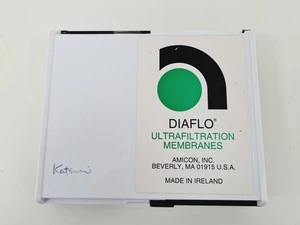 DIAFLO®
ULTRAFILTRATION
MEMBRANES
AMICON, INC.
BEVERLY, MA 01915 U.S.A.
MADE IN IRELAND